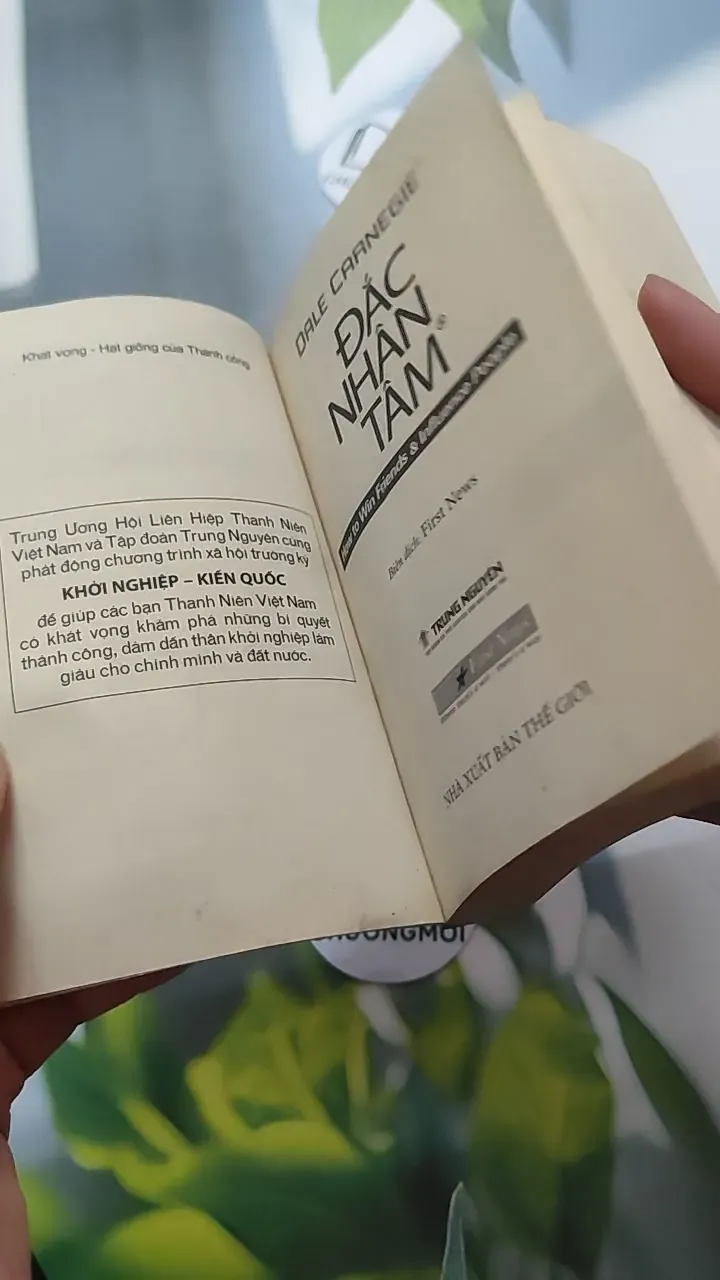 Khát vọng - Hạt giống của Thành công
Trung Ương Hội Liên Hiệp Thanh Niên
Việt Nam và Tập đoàn Trung Nguyên cùng
phát động chương trình xã hội trường kỳ
KHỞI NGHIỆP – KIẾN QUỐC
để giúp các bạn Thanh Niên Việt Nam
có khát vọng khám phá những bí quyết
thành công, dám dấn thân khởi nghiệp làm
giàu cho chính mình và đất nước.
DALE CARNEGIE
ĐẮC
NHÂN
TÂM®
How to Win Friends & Influence People
Biên dịch: First News
TRUNG NGUYÊN
First News
NHÀ XUẤT BẢN THẾ GIỚI